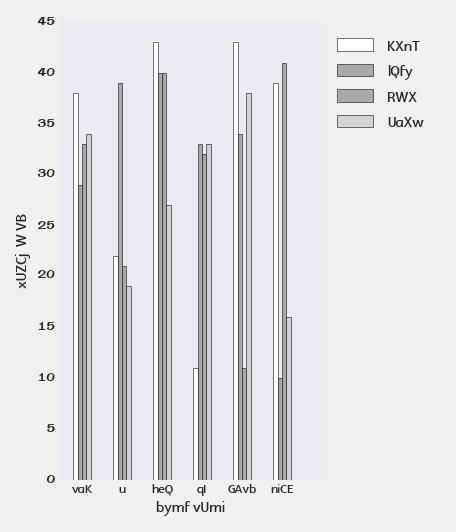 45
40
35
30
25
20
15
10
5
0
xUZCj W VB
vaK u heQ ql GAvb niCE
bymf vUmi
KXnT
lQfy
RWX
UaXw